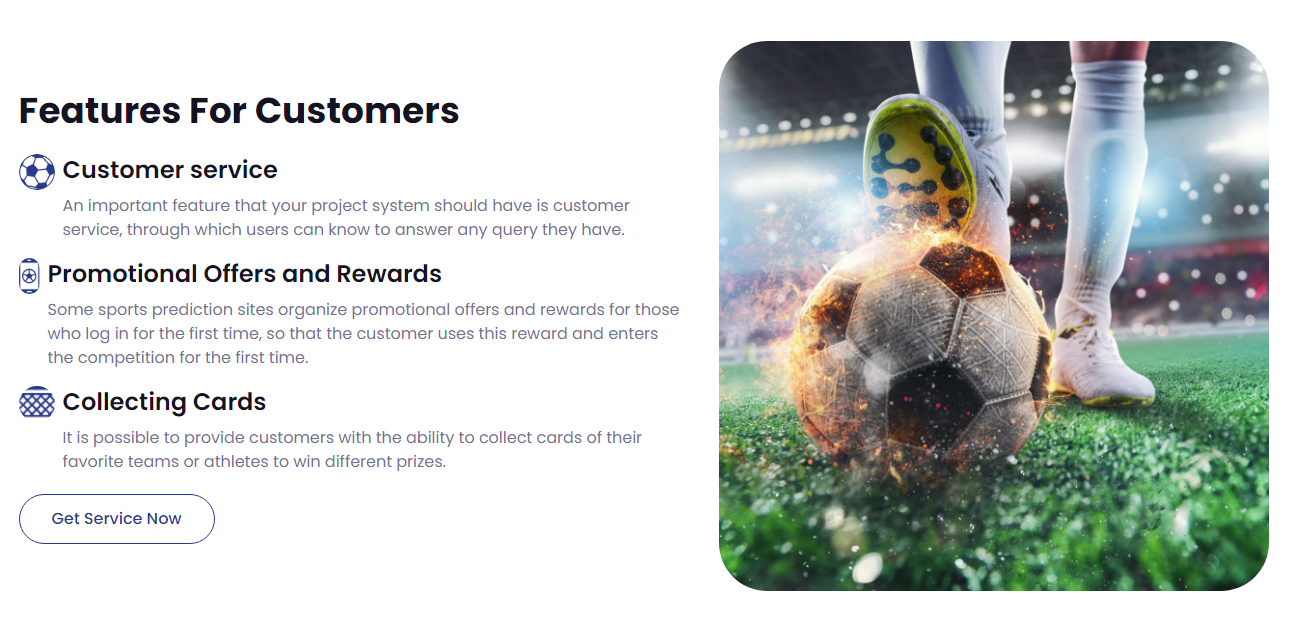 Features For Customers
Customer service
An important feature that your project system should have is customer
service, through which users can know to answer any query they have.
Promotional Offers and Rewards
Some sports prediction sites organize promotional offers and rewards for those
who log in for the first time, so that the customer uses this reward and enters
the competition for the first time.
Collecting Cards
It is possible to provide customers with the ability to collect cards of their
favorite teams or athletes to win different prizes.
Get Service Now